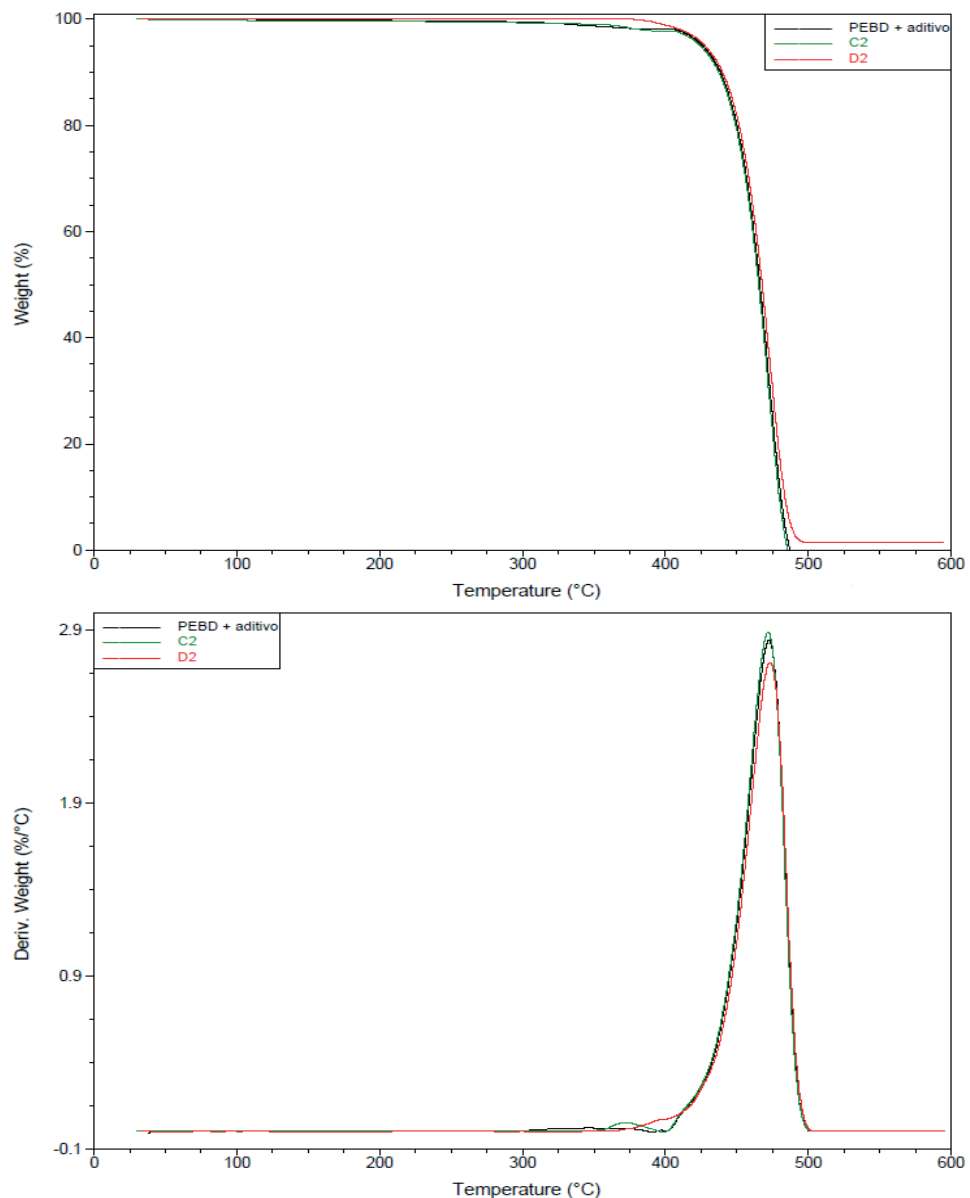 100
80
60
40
20
0
Weight (%)
PEBD + aditivo
C2
D2
0
100
200
300
400
500
600
Temperature (°C)
2.9
1.9
0.9
-0.1
Deriv. Weight (%/°C)
PEBD + aditivo
C2
D2
0
100
200
300
400
500
600
Temperature (°C)